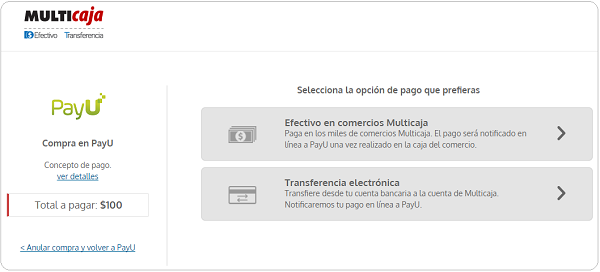 MULTICaja
$ Efectivo Transferencia
PayU
Compra en PayU
Concepto de pago.
ver detalles
Total a pagar: $100
< Anular compra y volver a PayU
Selecciona la opción de pago que prefieras
Efectivo en comercios Multicaja
Paga en los miles de comercios Multicaja. El pago será notificado en
línea a PayU una vez realizado en la caja del comercio.
Transferencia electrónica
Transfiere desde tu cuenta bancaria a la cuenta de Multicaja.
Notificaremos tu pago en línea a PayU.